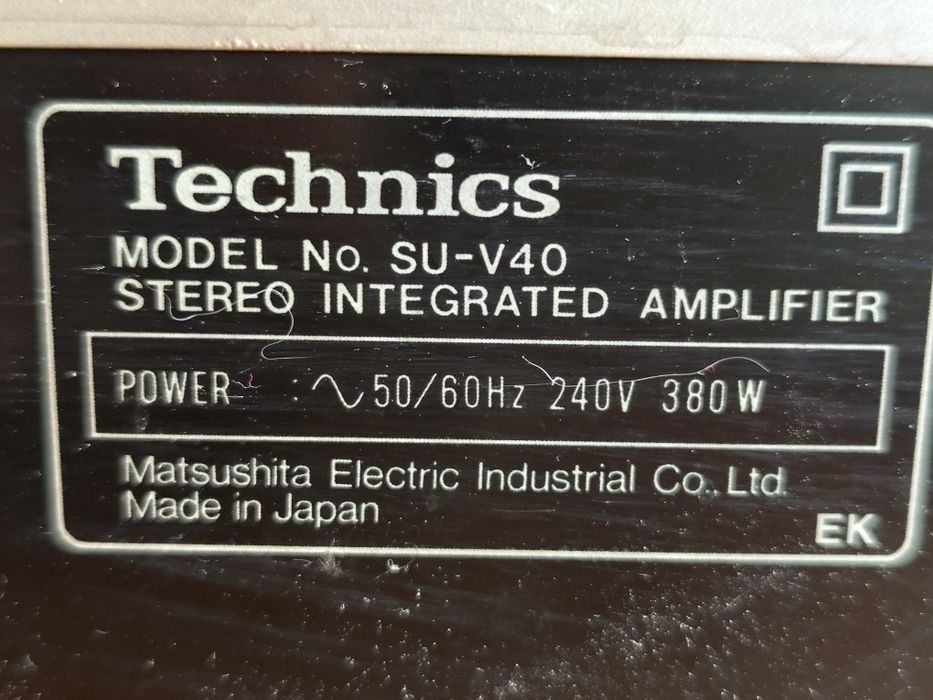 Technics
MODEL No. SU-V40
STEREO INTEGRATED AMPLIFIER
POWER : ∿ 50/60Hz 240V 380W
Matsushita Electric Industrial Co., Ltd.
Made in Japan
EK